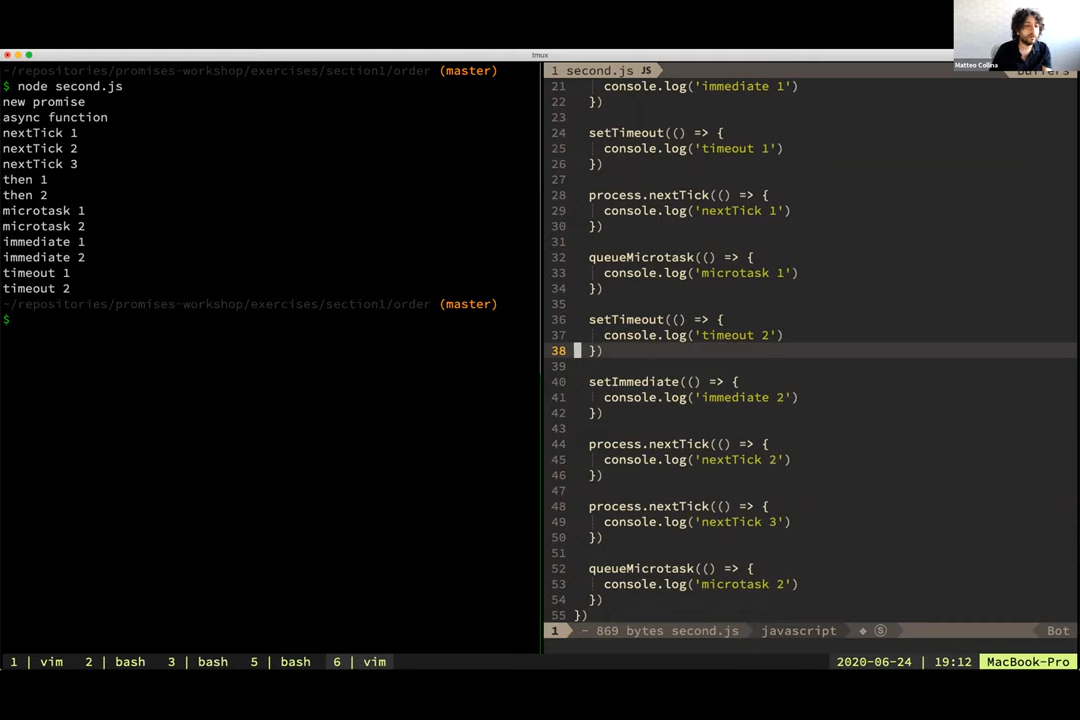 tmux
Matteo Collina
~/repositories/promises-workshop/exercises/section1/order (master)
$ node second.js
new promise
async function
nextTick 1
nextTick 2
nextTick 3
then 1
then 2
microtask 1
microtask 2
immediate 1
immediate 2
timeout 1
timeout 2
~/repositories/promises-workshop/exercises/section1/order (master)
$
1 second.js JS
buffers
21 console.log('immediate 1')
22 })
23
24 setTimeout(() => {
25 console.log('timeout 1')
26 })
27
28 process.nextTick(() => {
29 console.log('nextTick 1')
30 })
31
32 queueMicrotask(() => {
33 console.log('microtask 1')
34 })
35
36 setTimeout(() => {
37 console.log('timeout 2')
38 })
39
40 setImmediate(() => {
41 console.log('immediate 2')
42 })
43
44 process.nextTick(() => {
45 console.log('nextTick 2')
46 })
47
48 process.nextTick(() => {
49 console.log('nextTick 3')
50 })
51
52 queueMicrotask(() => {
53 console.log('microtask 2')
54 })
55 })
1 - 869 bytes second.js javascript ◆ Ⓢ Bot
1 | vim 2 | bash 3 | bash 5 | bash 6 | vim 2020-06-24 | 19:12 MacBook-Pro